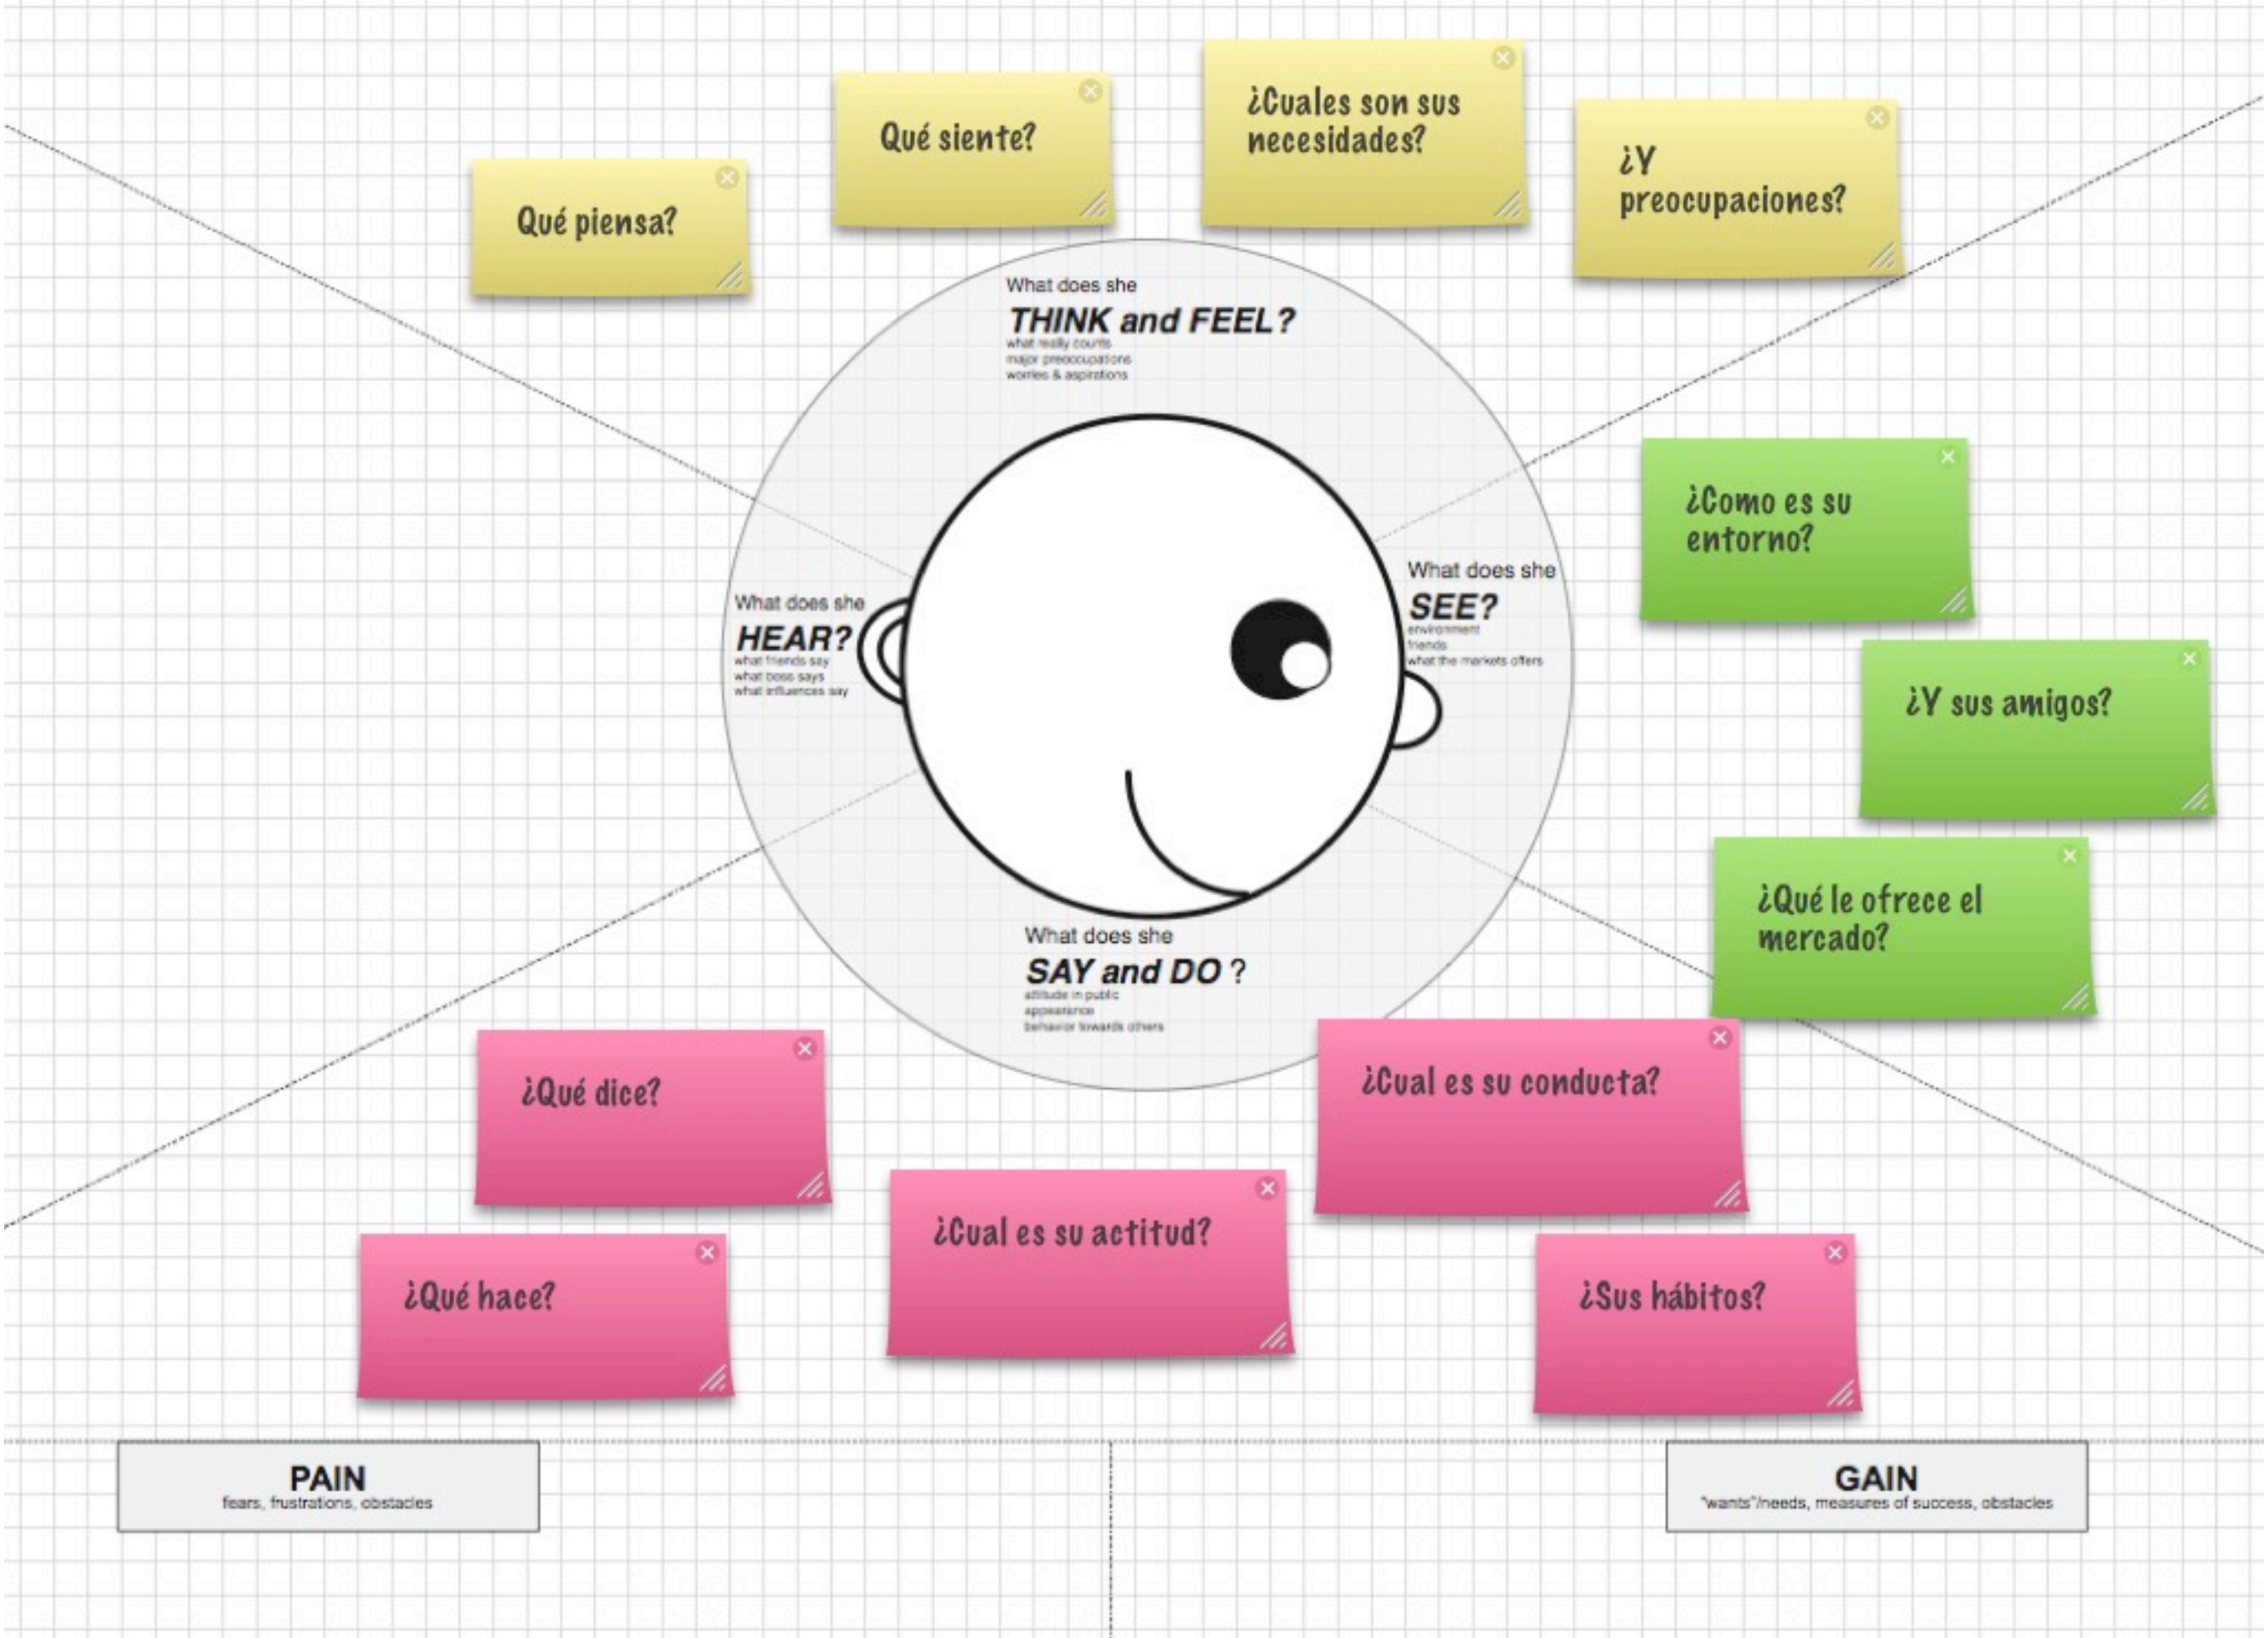 Qué piensa?
Qué siente?
¿Cuales son sus
necesidades?
¿Y
preocupaciones?
What does she
THINK and FEEL?
what really counts
major preoccupations
worries & aspirations
What does she
HEAR?
what friends say
what boss says
what influences say
What does she
SEE?
environment
friends
what the markets offers
¿Como es su
entorno?
¿Y sus amigos?
¿Qué le ofrece el
mercado?
What does she
SAY and DO ?
attitude in public
appearance
behavior towards others
¿Qué dice?
¿Qué hace?
¿Cual es su actitud?
¿Cual es su conducta?
¿Sus hábitos?
PAIN
fears, frustrations, obstacles
GAIN
"wants"/needs, measures of success, obstacles